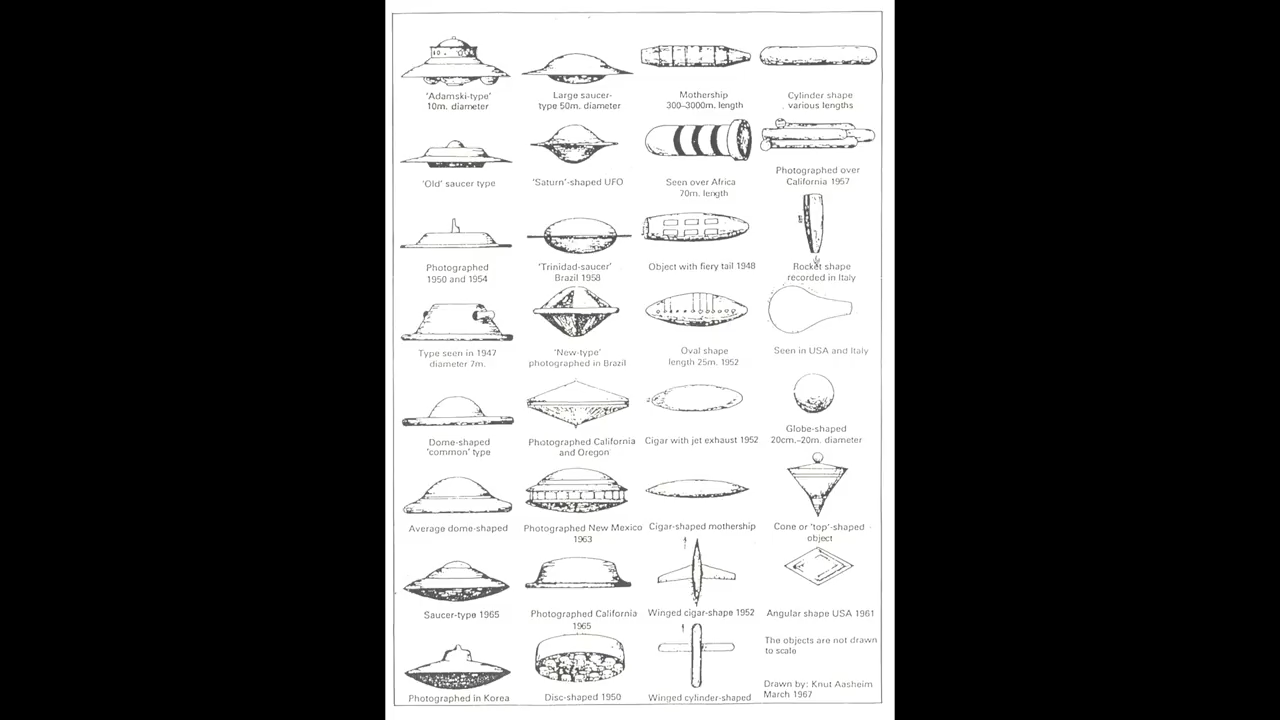 'Adamski-type'
10m. diameter
Large saucer-
type 50m. diameter
Mothership
300-3000m. length
Cylinder shape
various lengths
'Old' saucer type
'Saturn'-shaped UFO
Seen over Africa
70m. length
Photographed over
California 1957
Photographed
1950 and 1954
'Trinidad-saucer'
Brazil 1958
Object with fiery tail 1948
Rocket shape
recorded in Italy
Type seen in 1947
diameter 7m.
'New-type'
photographed in Brazil
Oval shape
length 25m. 1952
Seen in USA and Italy
Dome-shaped
'common' type
Photographed California
and Oregon
Cigar with jet exhaust 1952
Globe-shaped
20cm.-20m. diameter
Average dome-shaped
Photographed New Mexico
1963
Cigar-shaped mothership
Cone or 'top'-shaped
object
Saucer-type 1965
Photographed California
1965
Winged cigar-shape 1952
Angular shape USA 1961
Photographed in Korea
Disc-shaped 1950
Winged cylinder-shaped
The objects are not drawn
to scale
Drawn by: Knut Aasheim
March 1967